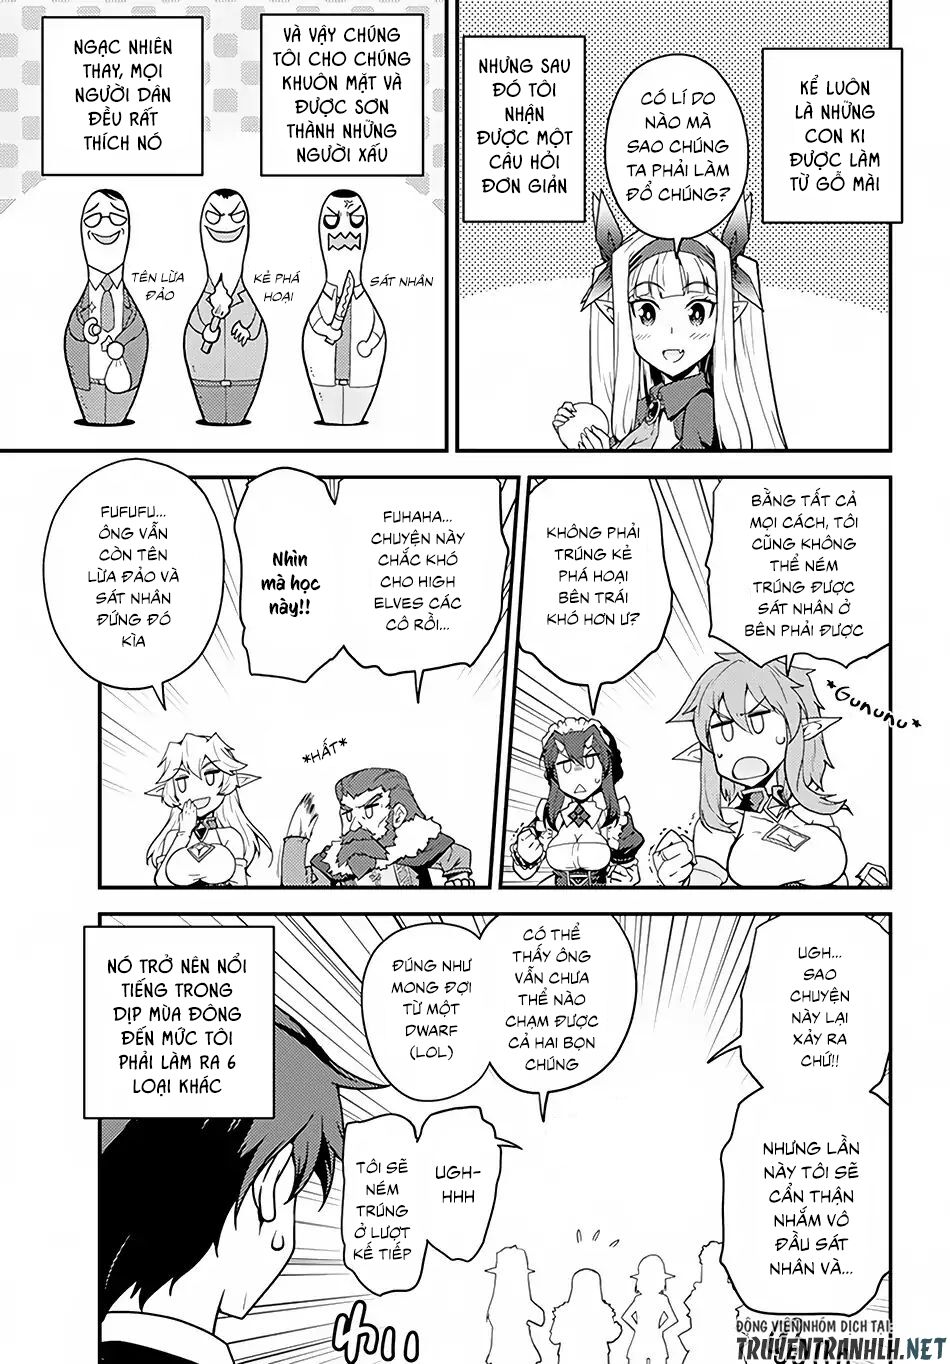 KỂ LUÔN
LÀ NHỮNG
CON KI
ĐƯỢC LÀM
TỪ GỖ MÀI
CÓ LÍ DO
NÀO MÀ
SAO CHÚNG
TA PHẢI LÀM
ĐỔ CHÚNG?
NHƯNG SAU
ĐÓ TÔI
NHẬN
ĐƯỢC MỘT
CÂU HỎI
ĐƠN GIẢN
VÀ VẬY CHÚNG
TÔI CHO CHÚNG
KHUÔN MẶT VÀ
ĐƯỢC SƠN
THÀNH NHỮNG
NGƯỜI XẤU
NGẠC NHIÊN
THAY, MỌI
NGƯỜI DÂN
ĐỀU RẤT
THÍCH NÓ
SÁT NHÂN
KẺ PHÁ
HOẠI
TÊN LỪA
ĐẢO
BẰNG TẤT CẢ
MỌI CÁCH, TÔI
CŨNG KHÔNG
THỂ NÉM
TRÚNG ĐƯỢC
SÁT NHÂN Ở
BÊN PHẢI ĐƯỢC
*Gununu*
KHÔNG PHẢI
TRÚNG KẺ
PHÁ HOẠI
BÊN TRÁI
KHÓ HƠN Ư?
FUHAHA...
CHUYỆN NÀY
CHẮC KHÓ
CHO HIGH
ELVES CÁC
CÔ RỒI...
Nhìn
mà học
này!!
*HẤT*
FUFUFU...
ÔNG VẪN
CÒN TÊN
LỪA ĐẢO VÀ
SÁT NHÂN
ĐỨNG ĐÓ
KÌA
UGH...
SAO
CHUYỆN
NÀY LẠI
XẢY RA
CHỨ!!
NHƯNG LẦN
NÀY TÔI SẼ
CẨN THẬN
NHẮM VÔ
ĐẦU SÁT
NHÂN VÀ...
CÓ THỂ
THẤY ÔNG
VẪN CHƯA
THỂ NÀO
CHẠM ĐƯỢC
CẢ HAI BỌN
CHÚNG
ĐÚNG NHƯ
MONG ĐỢI
TỪ MỘT
DWARF
(LOL)
UGH-
HHH
TÔI SẼ
NÉM
TRÚNG
Ở LƯỢT
KẾ TIẾP
NÓ TRỞ NÊN NỔI
TIẾNG TRONG
DỊP MÙA ĐÔNG
ĐẾN MỨC TÔI
PHẢI LÀM RA 6
LOẠI KHÁC
ĐỘNG VIÊN NHÓM DỊCH TẠI
TRUYENTRANHLH.NET